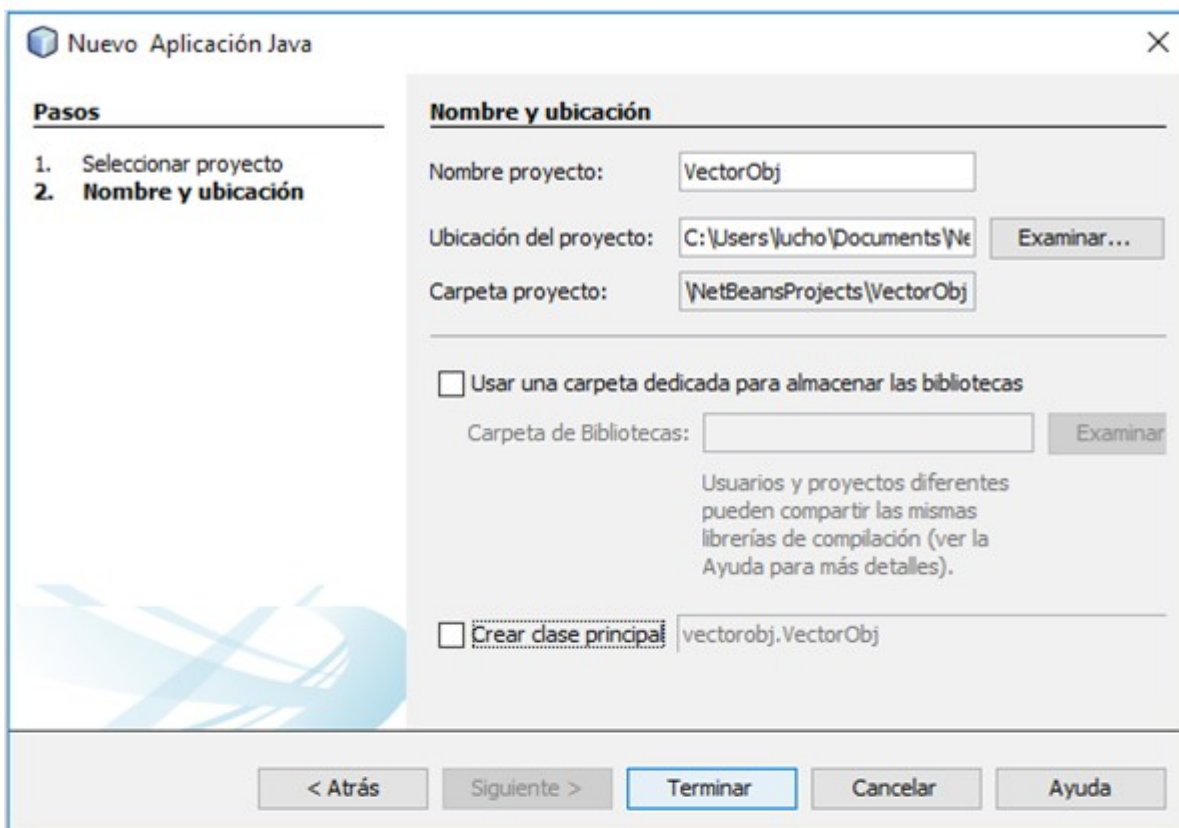 Nuevo Aplicación Java
Pasos
1. Seleccionar proyecto
2. Nombre y ubicación
Nombre y ubicación
Nombre proyecto: VectorObj
Ubicación del proyecto: C:\Users\lucho\Documents\Ne Examinar...
Carpeta proyecto: \NetBeansProjects\VectorObj
Usar una carpeta dedicada para almacenar las bibliotecas
Carpeta de Bibliotecas: Examinar
Usuarios y proyectos diferentes
pueden compartir las mismas
librerías de compilación (ver la
Ayuda para más detalles).
Crear clase principal vectorobj.VectorObj
< Atrás Siguiente > Terminar Cancelar Ayuda